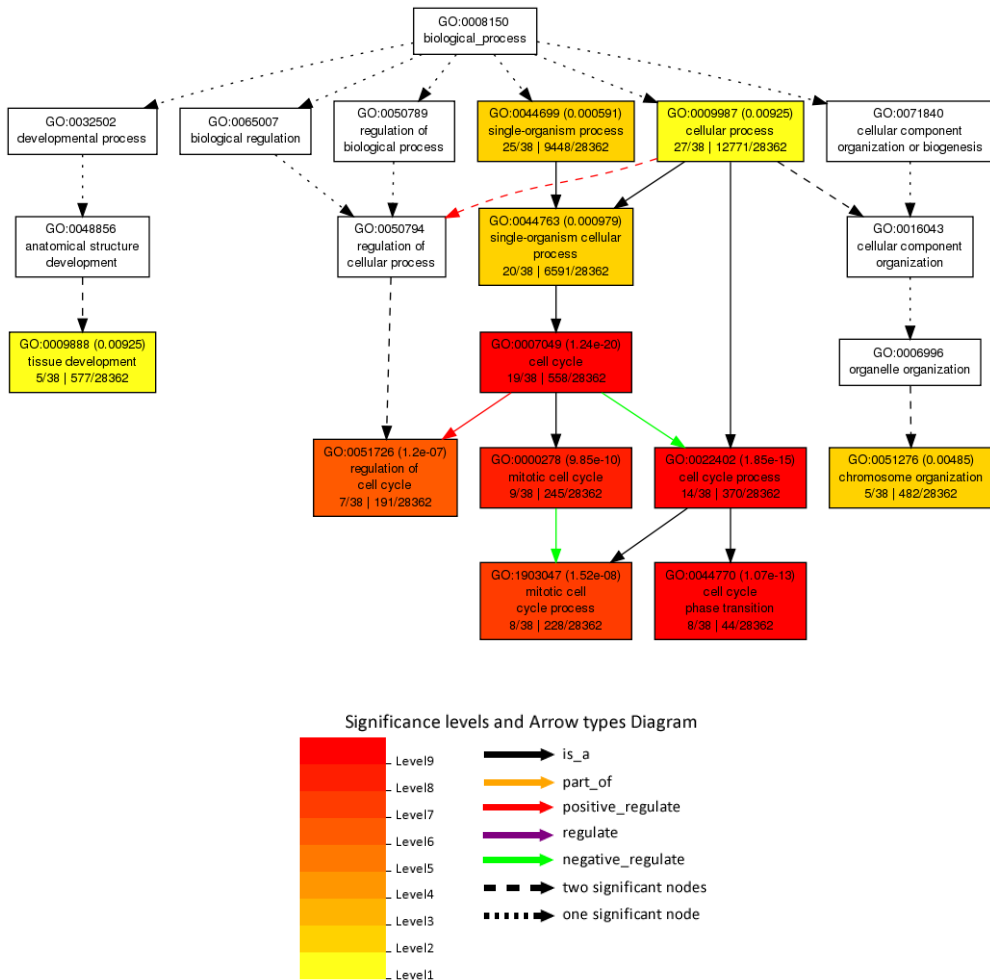 GO:0008150
biological_process
GO:0032502
developmental process
GO:0065007
biological regulation
GO:0050789
regulation of
biological process
GO:0044699 (0.000591)
single-organism process
25/38 | 9448/28362
GO:0009987 (0.00925)
cellular process
27/38 | 12771/28362
GO:0071840
cellular component
organization or biogenesis
GO:0048856
anatomical structure
development
GO:0050794
regulation of
cellular process
GO:0044763 (0.000979)
single-organism cellular
process
20/38 | 6591/28362
GO:0016043
cellular component
organization
GO:0009888 (0.00925)
tissue development
5/38 | 577/28362
GO:0007049 (1.24e-20)
cell cycle
19/38 | 558/28362
GO:0006996
organelle organization
GO:0051726 (1.2e-07)
regulation of
cell cycle
7/38 | 191/28362
GO:0000278 (9.85e-10)
mitotic cell cycle
9/38 | 245/28362
GO:0022402 (1.85e-15)
cell cycle process
14/38 | 370/28362
GO:0051276 (0.00485)
chromosome organization
5/38 | 482/28362
GO:1903047 (1.52e-08)
mitotic cell
cycle process
8/38 | 228/28362
GO:0044770 (1.07e-13)
cell cycle
phase transition
8/38 | 44/28362
Significance levels and Arrow types Diagram
Level9
Level8
Level7
Level6
Level5
Level4
Level3
Level2
Level1
is_a
part_of
positive_regulate
regulate
negative_regulate
two significant nodes
one significant node